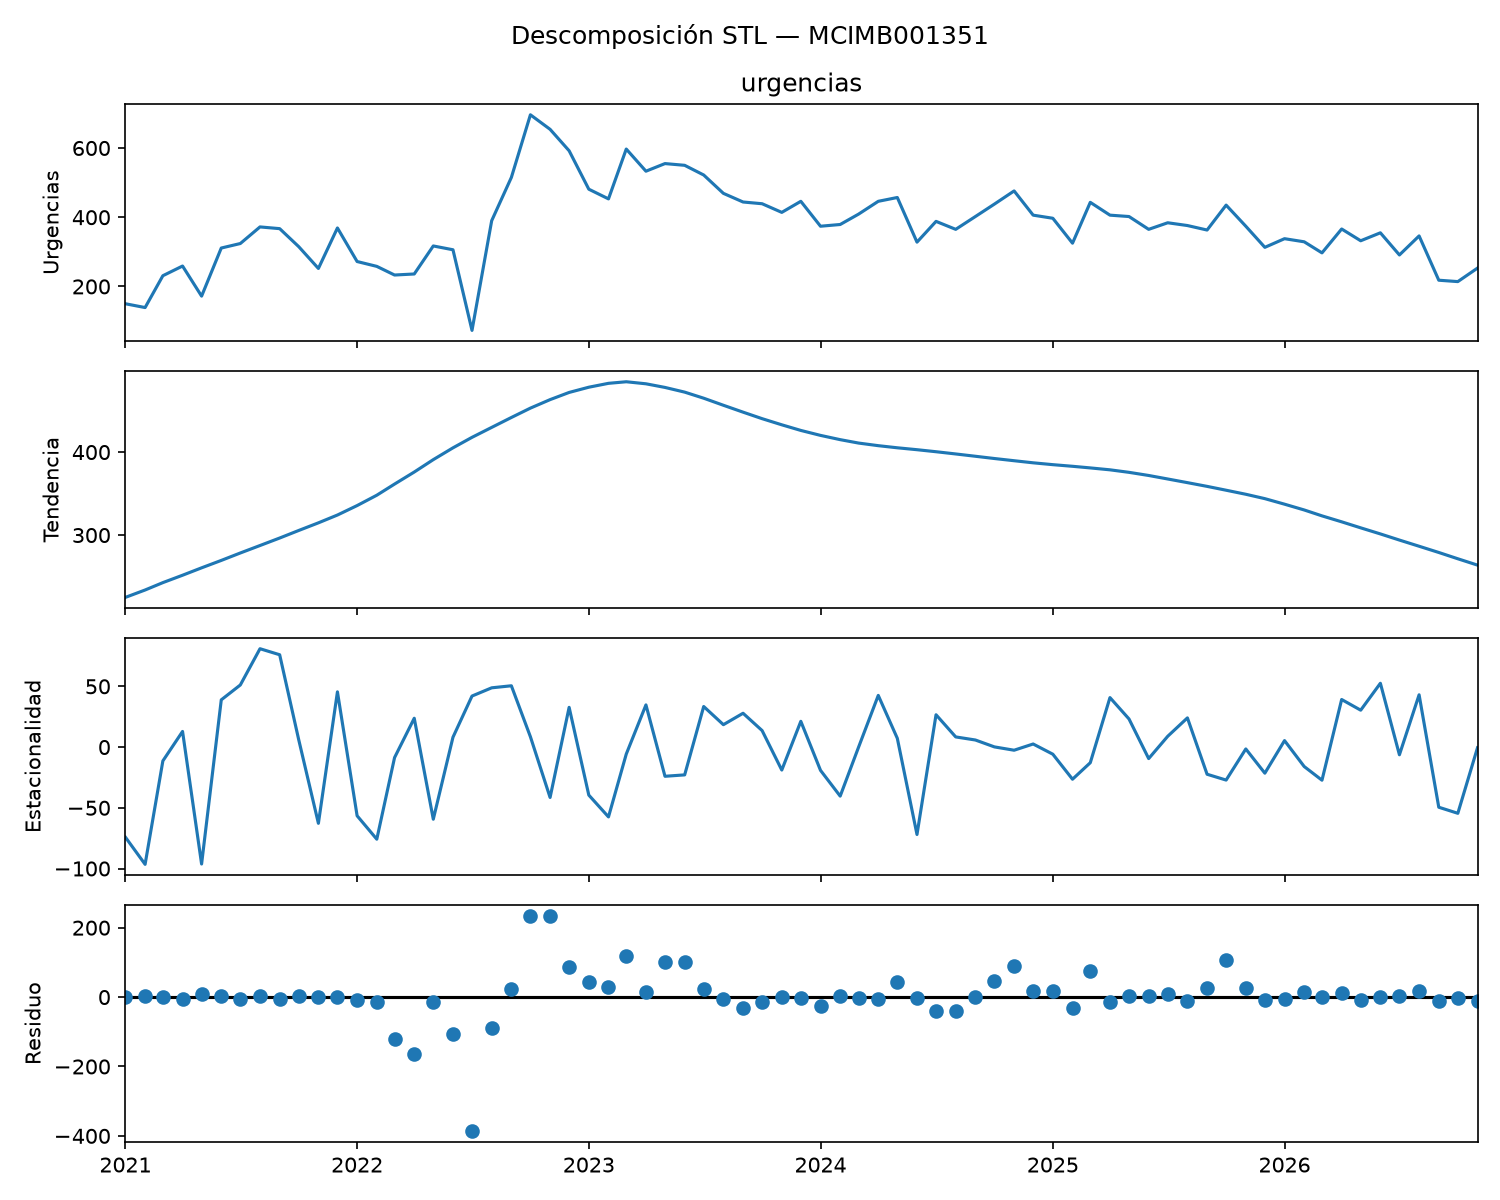 Descomposición STL — MCIMB001351
urgencias
Urgencias
600
400
200
Tendencia
400
300
Estacionalidad
50
0
−50
−100
Residuo
200
0
−200
−400
2021 2022 2023 2024 2025 2026